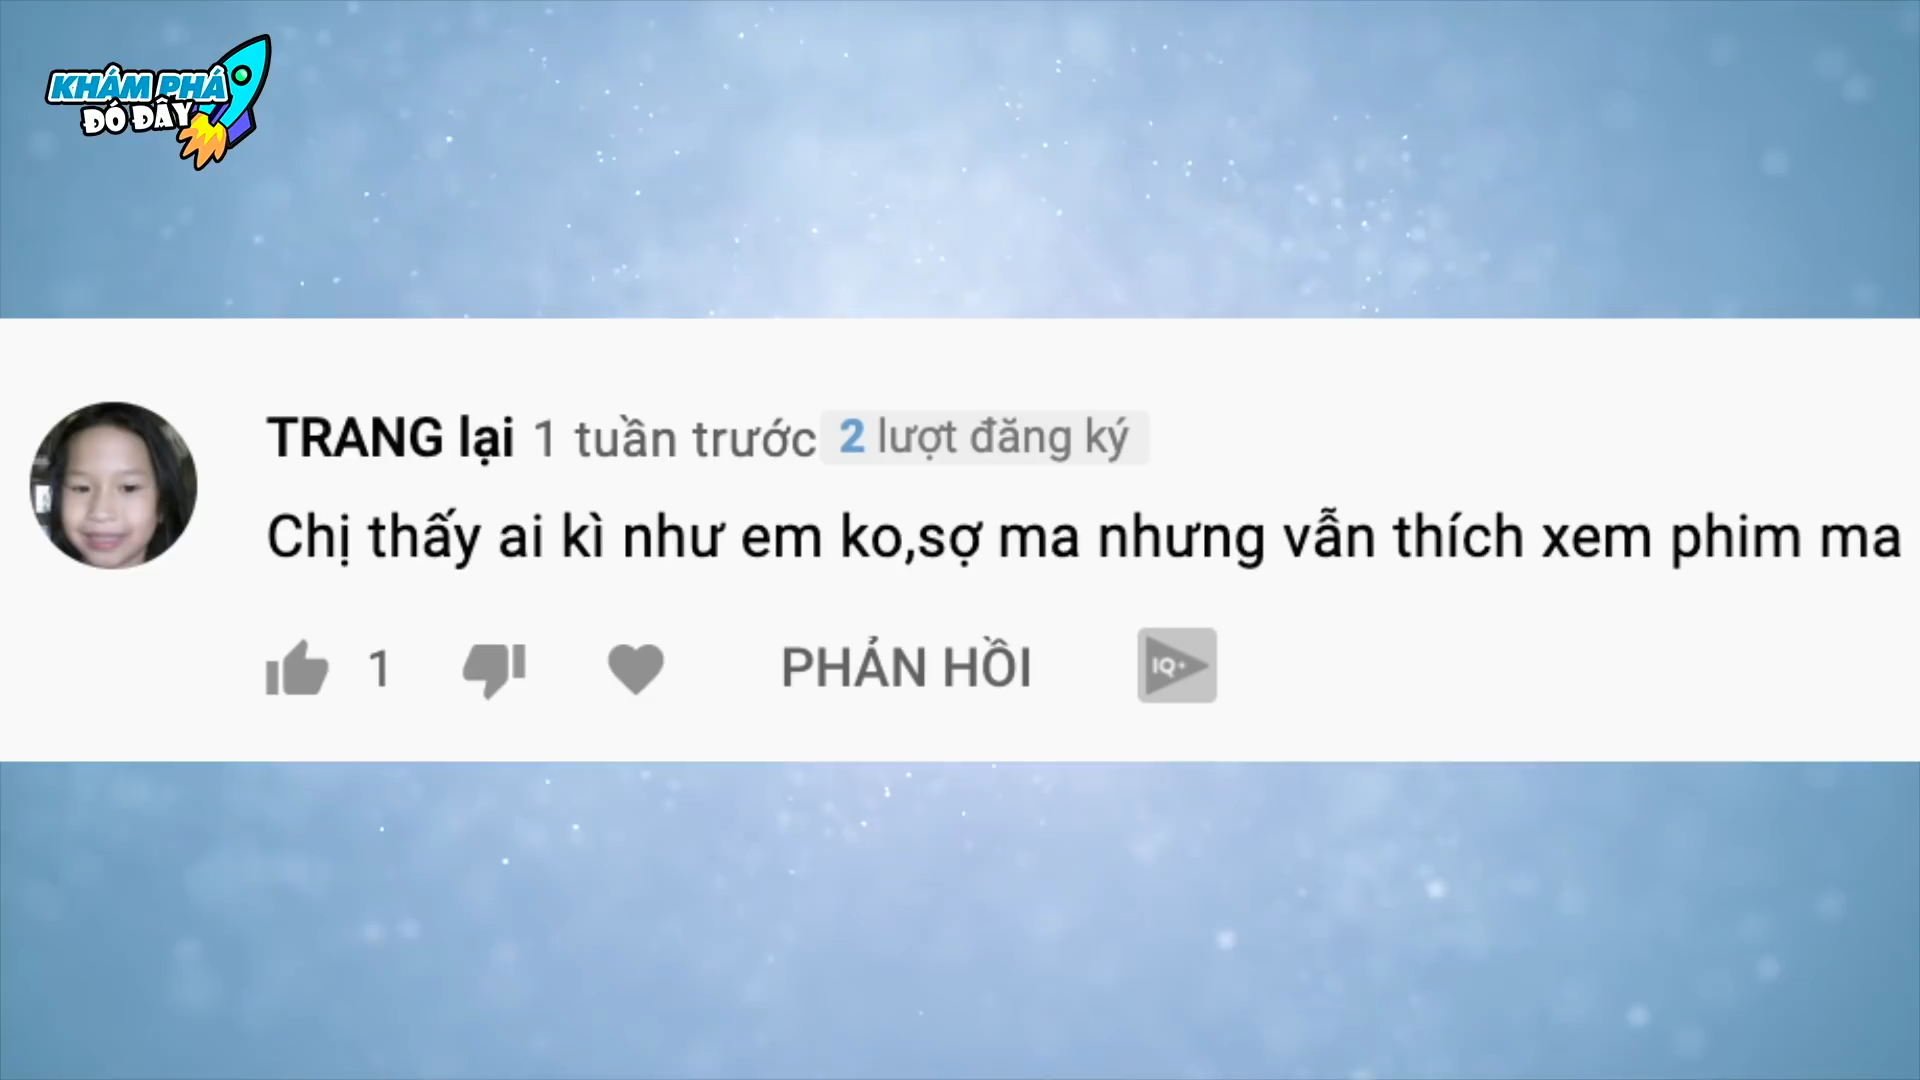 KHÁM PHÁ
ĐÓ ĐÂY
TRANG lại 1 tuần trước 2 lượt đăng ký
Chị thấy ai kì như em ko,sợ ma nhưng vẫn thích xem phim ma
1 PHẢN HỒI IQ+